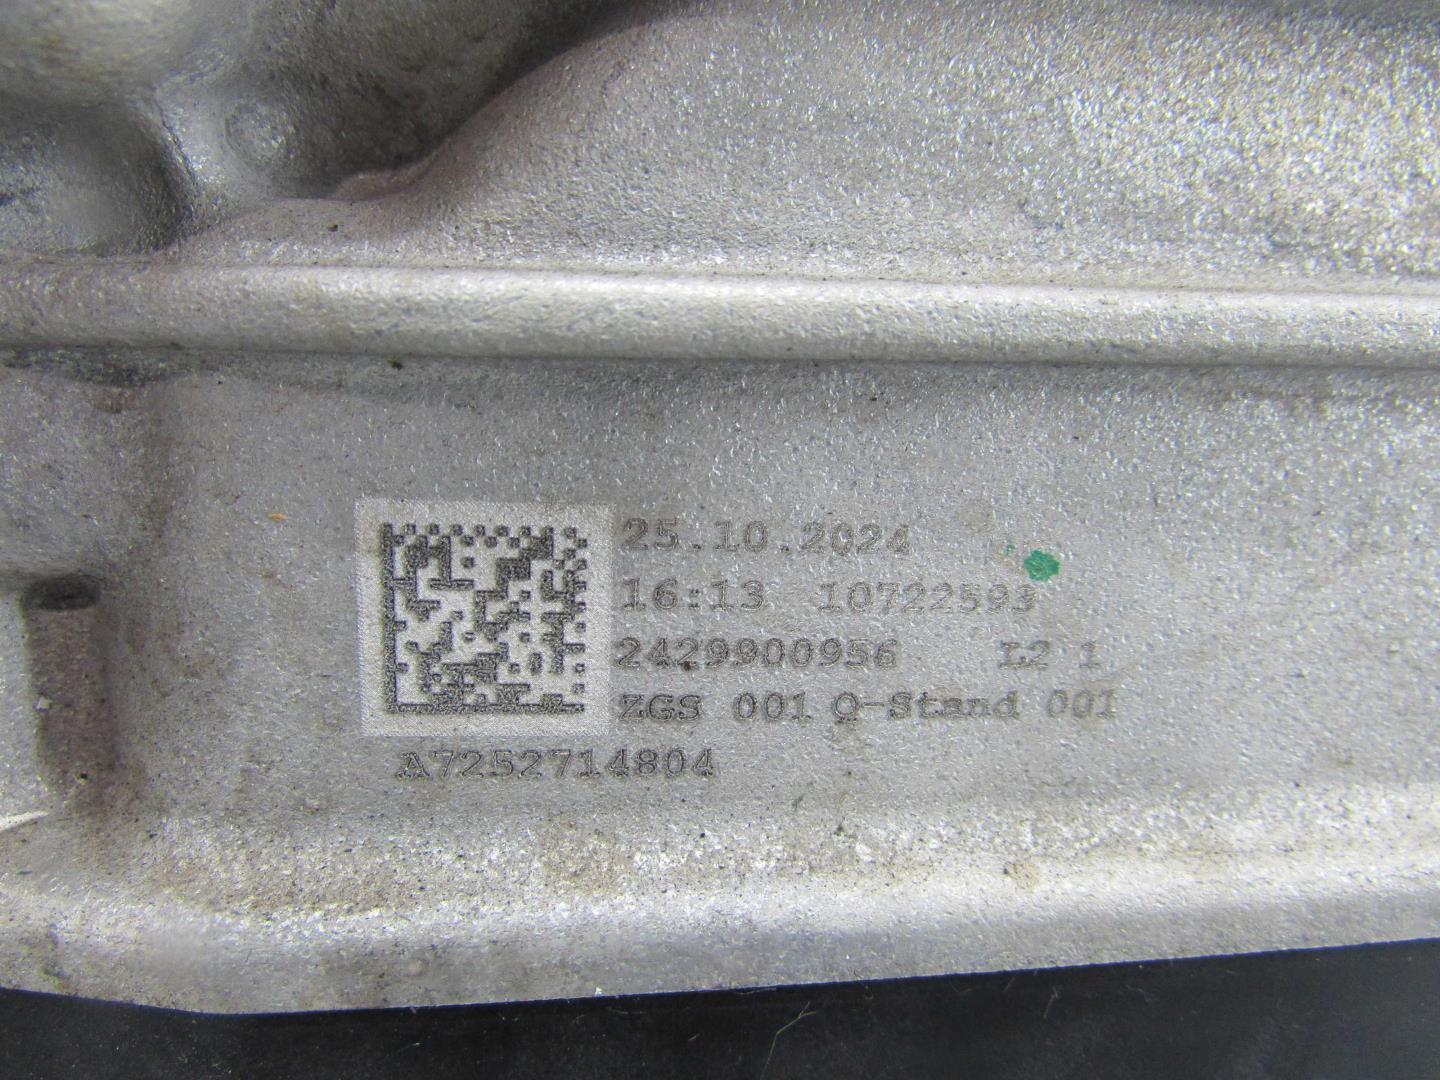 25.10.2024
16:13 10722593
2429900956 L2 1
ZGS 001 Q-Stand 001
A7252714804